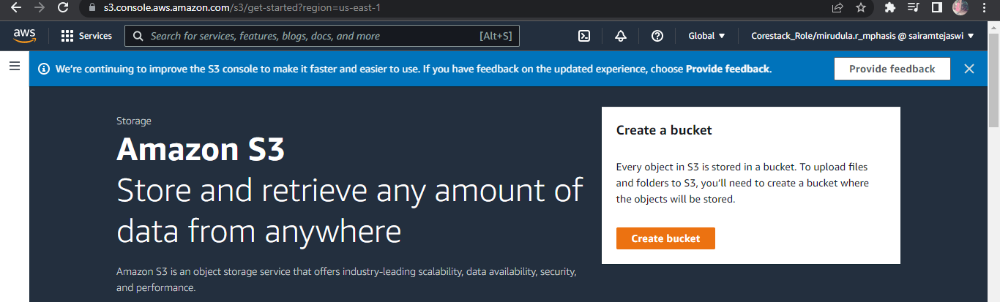 s3.console.aws.amazon.com/s3/get-started?region=us-east-1
aws
Services
Search for services, features, blogs, docs, and more
[Alt+S]
Global
Corestack_Role/mirudula.r_mphasis @ sairamtejaswi
We're continuing to improve the S3 console to make it faster and easier to use. If you have feedback on the updated experience, choose Provide feedback.
Provide feedback
Storage
Amazon S3
Store and retrieve any amount of
data from anywhere
Amazon S3 is an object storage service that offers industry-leading scalability, data availability, security,
and performance.
Create a bucket
Every object in S3 is stored in a bucket. To upload files
and folders to S3, you'll need to create a bucket where
the objects will be stored.
Create bucket